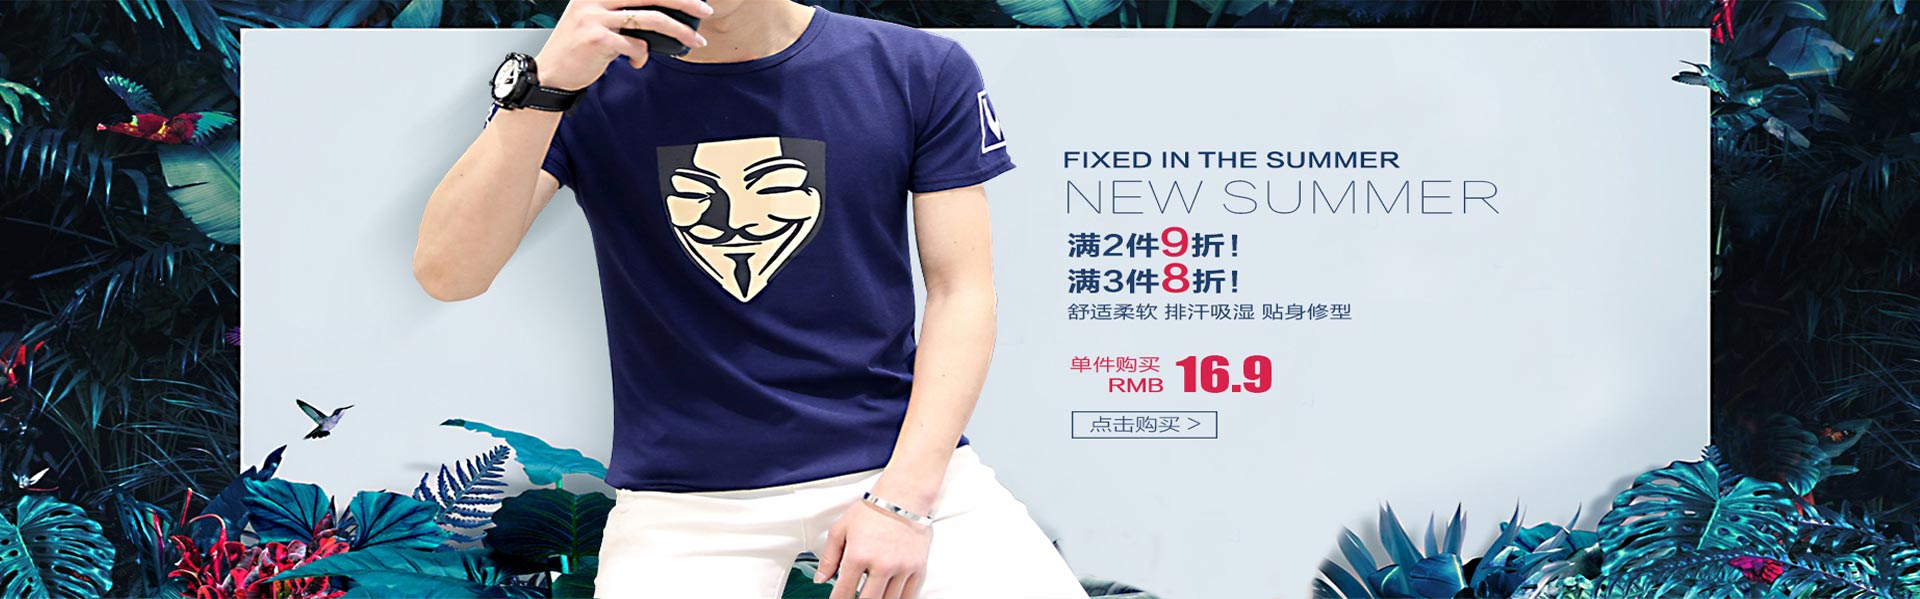 FIXED IN THE SUMMER
NEW SUMMER
满2件9折!
满3件8折!
舒适柔软 排汗吸湿 贴身修型
单件购买
RMB 16.9
点击购买 >